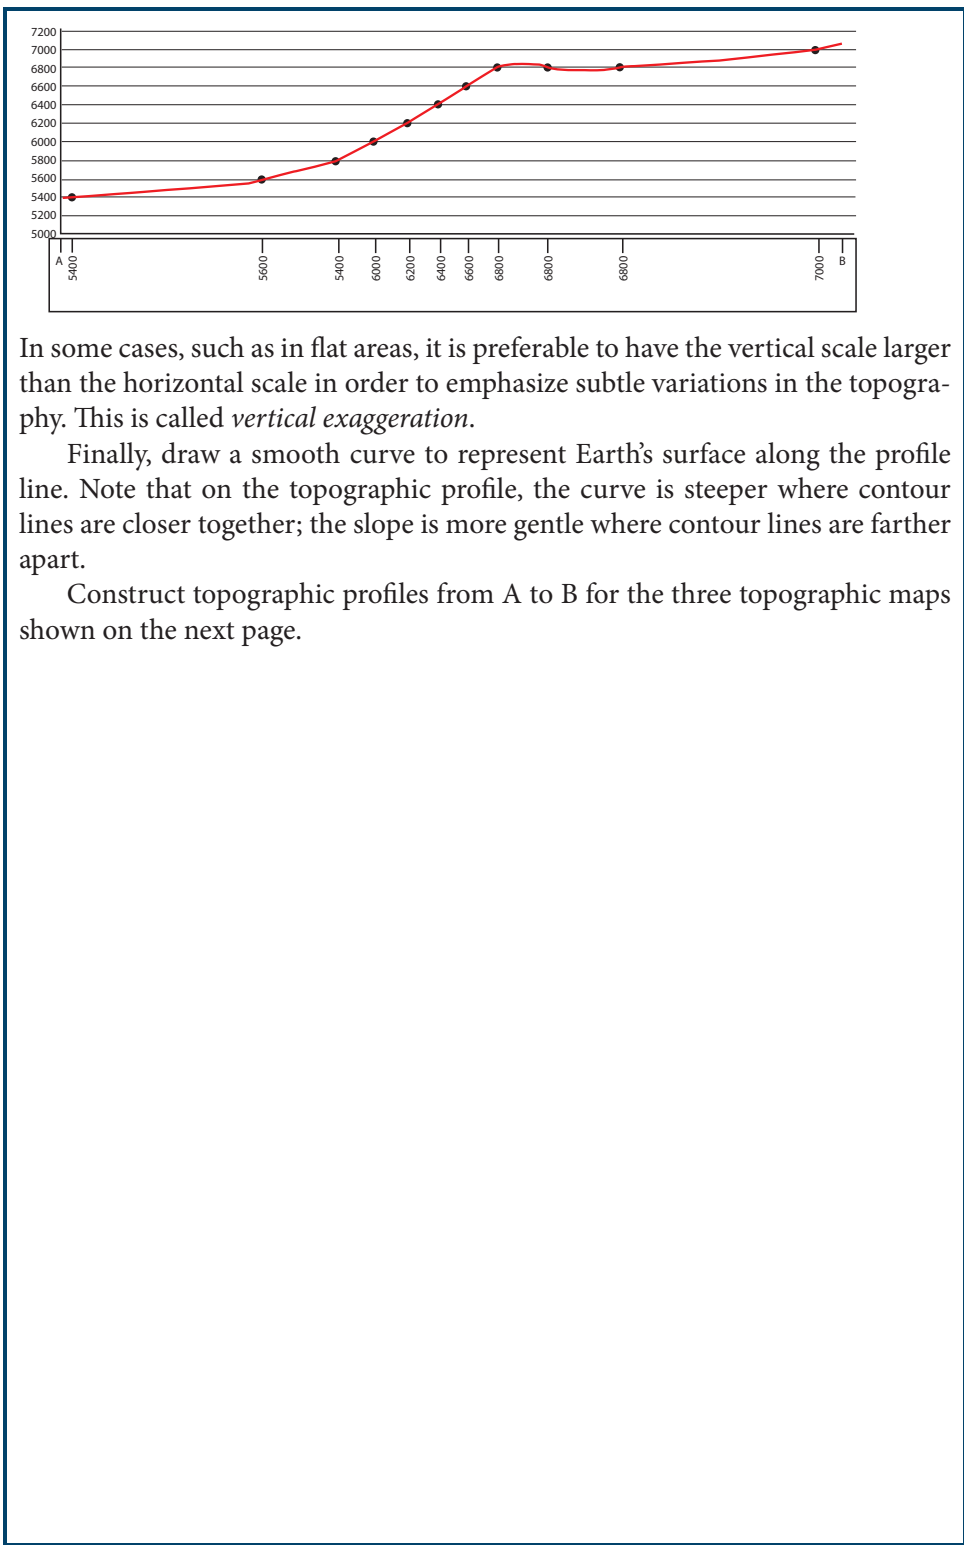 7200
7000
6800
6600
6400
6200
6000
5800
5600
5400
5200
5000
A 5400 5600 5400 6000 6200 6400 6600 6800 6800 6800 7000 B
In some cases, such as in flat areas, it is preferable to have the vertical scale larger
than the horizontal scale in order to emphasize subtle variations in the topogra-
phy. This is called vertical exaggeration.
Finally, draw a smooth curve to represent Earth's surface along the profile
line. Note that on the topographic profile, the curve is steeper where contour
lines are closer together; the slope is more gentle where contour lines are farther
apart.
Construct topographic profiles from A to B for the three topographic maps
shown on the next page.